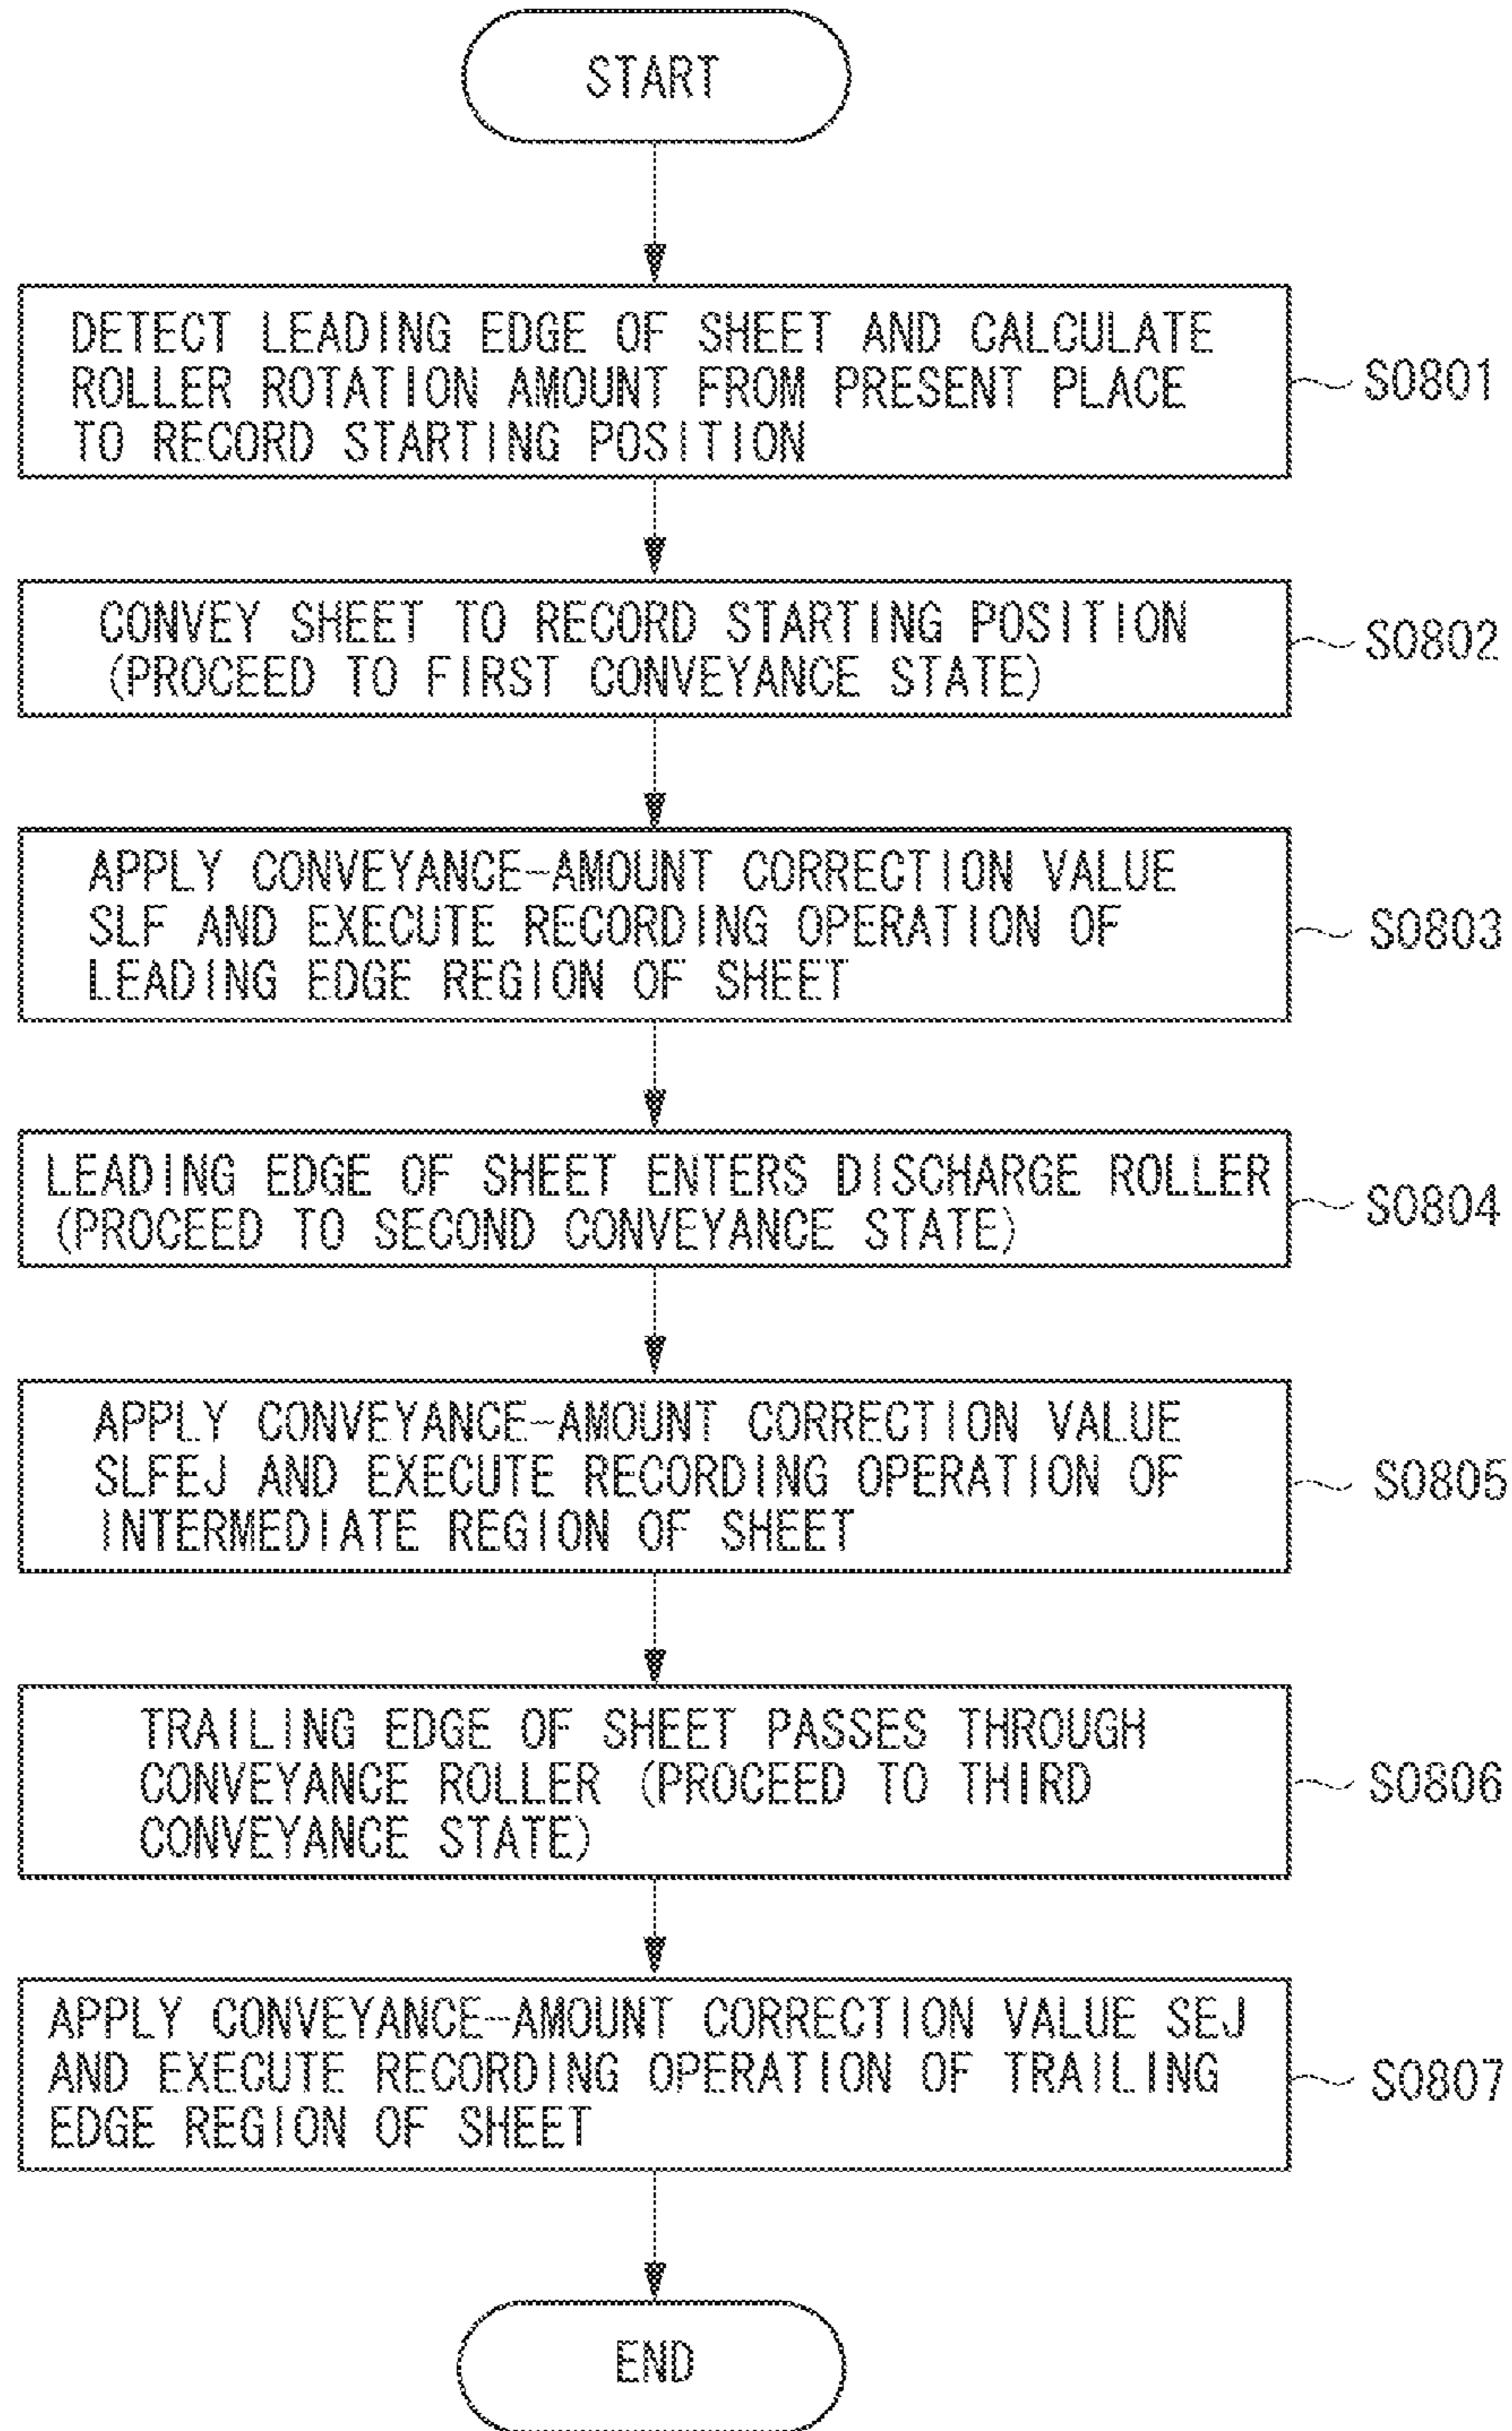 START
DETECT LEADING EDGE OF SHEET AND CALCULATE
ROLLER ROTATION AMOUNT FROM PRESENT PLACE
TO RECORD STARTING POSITION
S0801
CONVEY SHEET TO RECORD STARTING POSITION
(PROCEED TO FIRST CONVEYANCE STATE)
S0802
APPLY CONVEYANCE-AMOUNT CORRECTION VALUE
SLF AND EXECUTE RECORDING OPERATION OF
LEADING EDGE REGION OF SHEET
S0803
LEADING EDGE OF SHEET ENTERS DISCHARGE ROLLER
(PROCEED TO SECOND CONVEYANCE STATE)
S0804
APPLY CONVEYANCE-AMOUNT CORRECTION VALUE
SLFEJ AND EXECUTE RECORDING OPERATION OF
INTERMEDIATE REGION OF SHEET
S0805
TRAILING EDGE OF SHEET PASSES THROUGH
CONVEYANCE ROLLER (PROCEED TO THIRD
CONVEYANCE STATE)
S0806
APPLY CONVEYANCE-AMOUNT CORRECTION VALUE SEJ
AND EXECUTE RECORDING OPERATION OF TRAILING
EDGE REGION OF SHEET
S0807
END